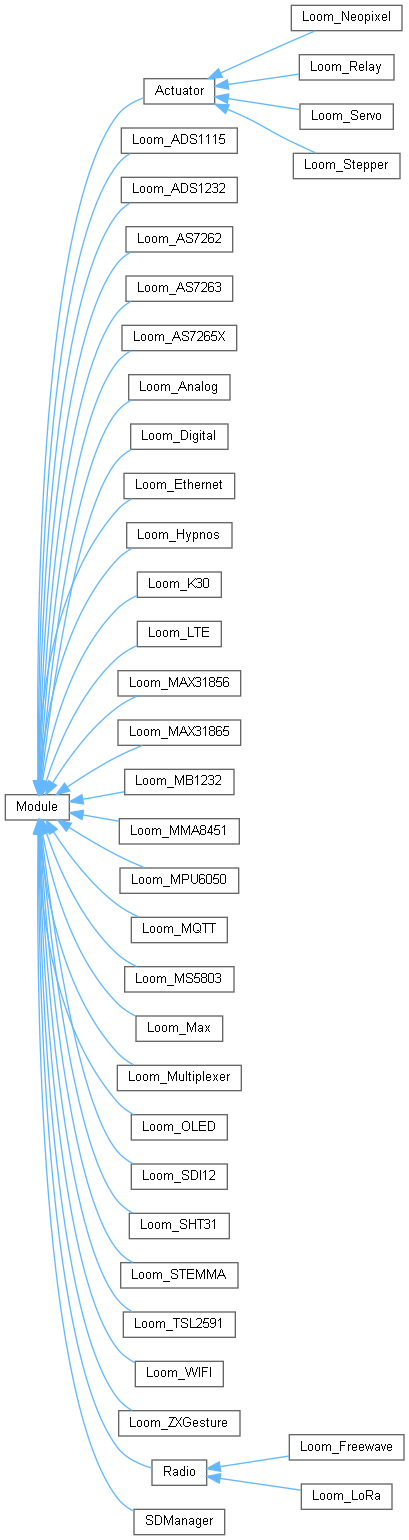 Loom_Neopixel
Loom_Relay
Actuator
Loom_Servo
Loom_ADS1115
Loom_Stepper
Loom_ADS1232
Loom_AS7262
Loom_AS7263
Loom_AS7265X
Loom_Analog
Loom_Digital
Loom_Ethernet
Loom_Hypnos
Loom_K30
Loom_LTE
Loom_MAX31856
Loom_MAX31865
Loom_MB1232
Module
Loom_MMA8451
Loom_MPU6050
Loom_MQTT
Loom_MS5803
Loom_Max
Loom_Multiplexer
Loom_OLED
Loom_SDI12
Loom_SHT31
Loom_STEMMA
Loom_TSL2591
Loom_WIFI
Loom_ZXGesture
Loom_Freewave
Radio
Loom_LoRa
SDManager